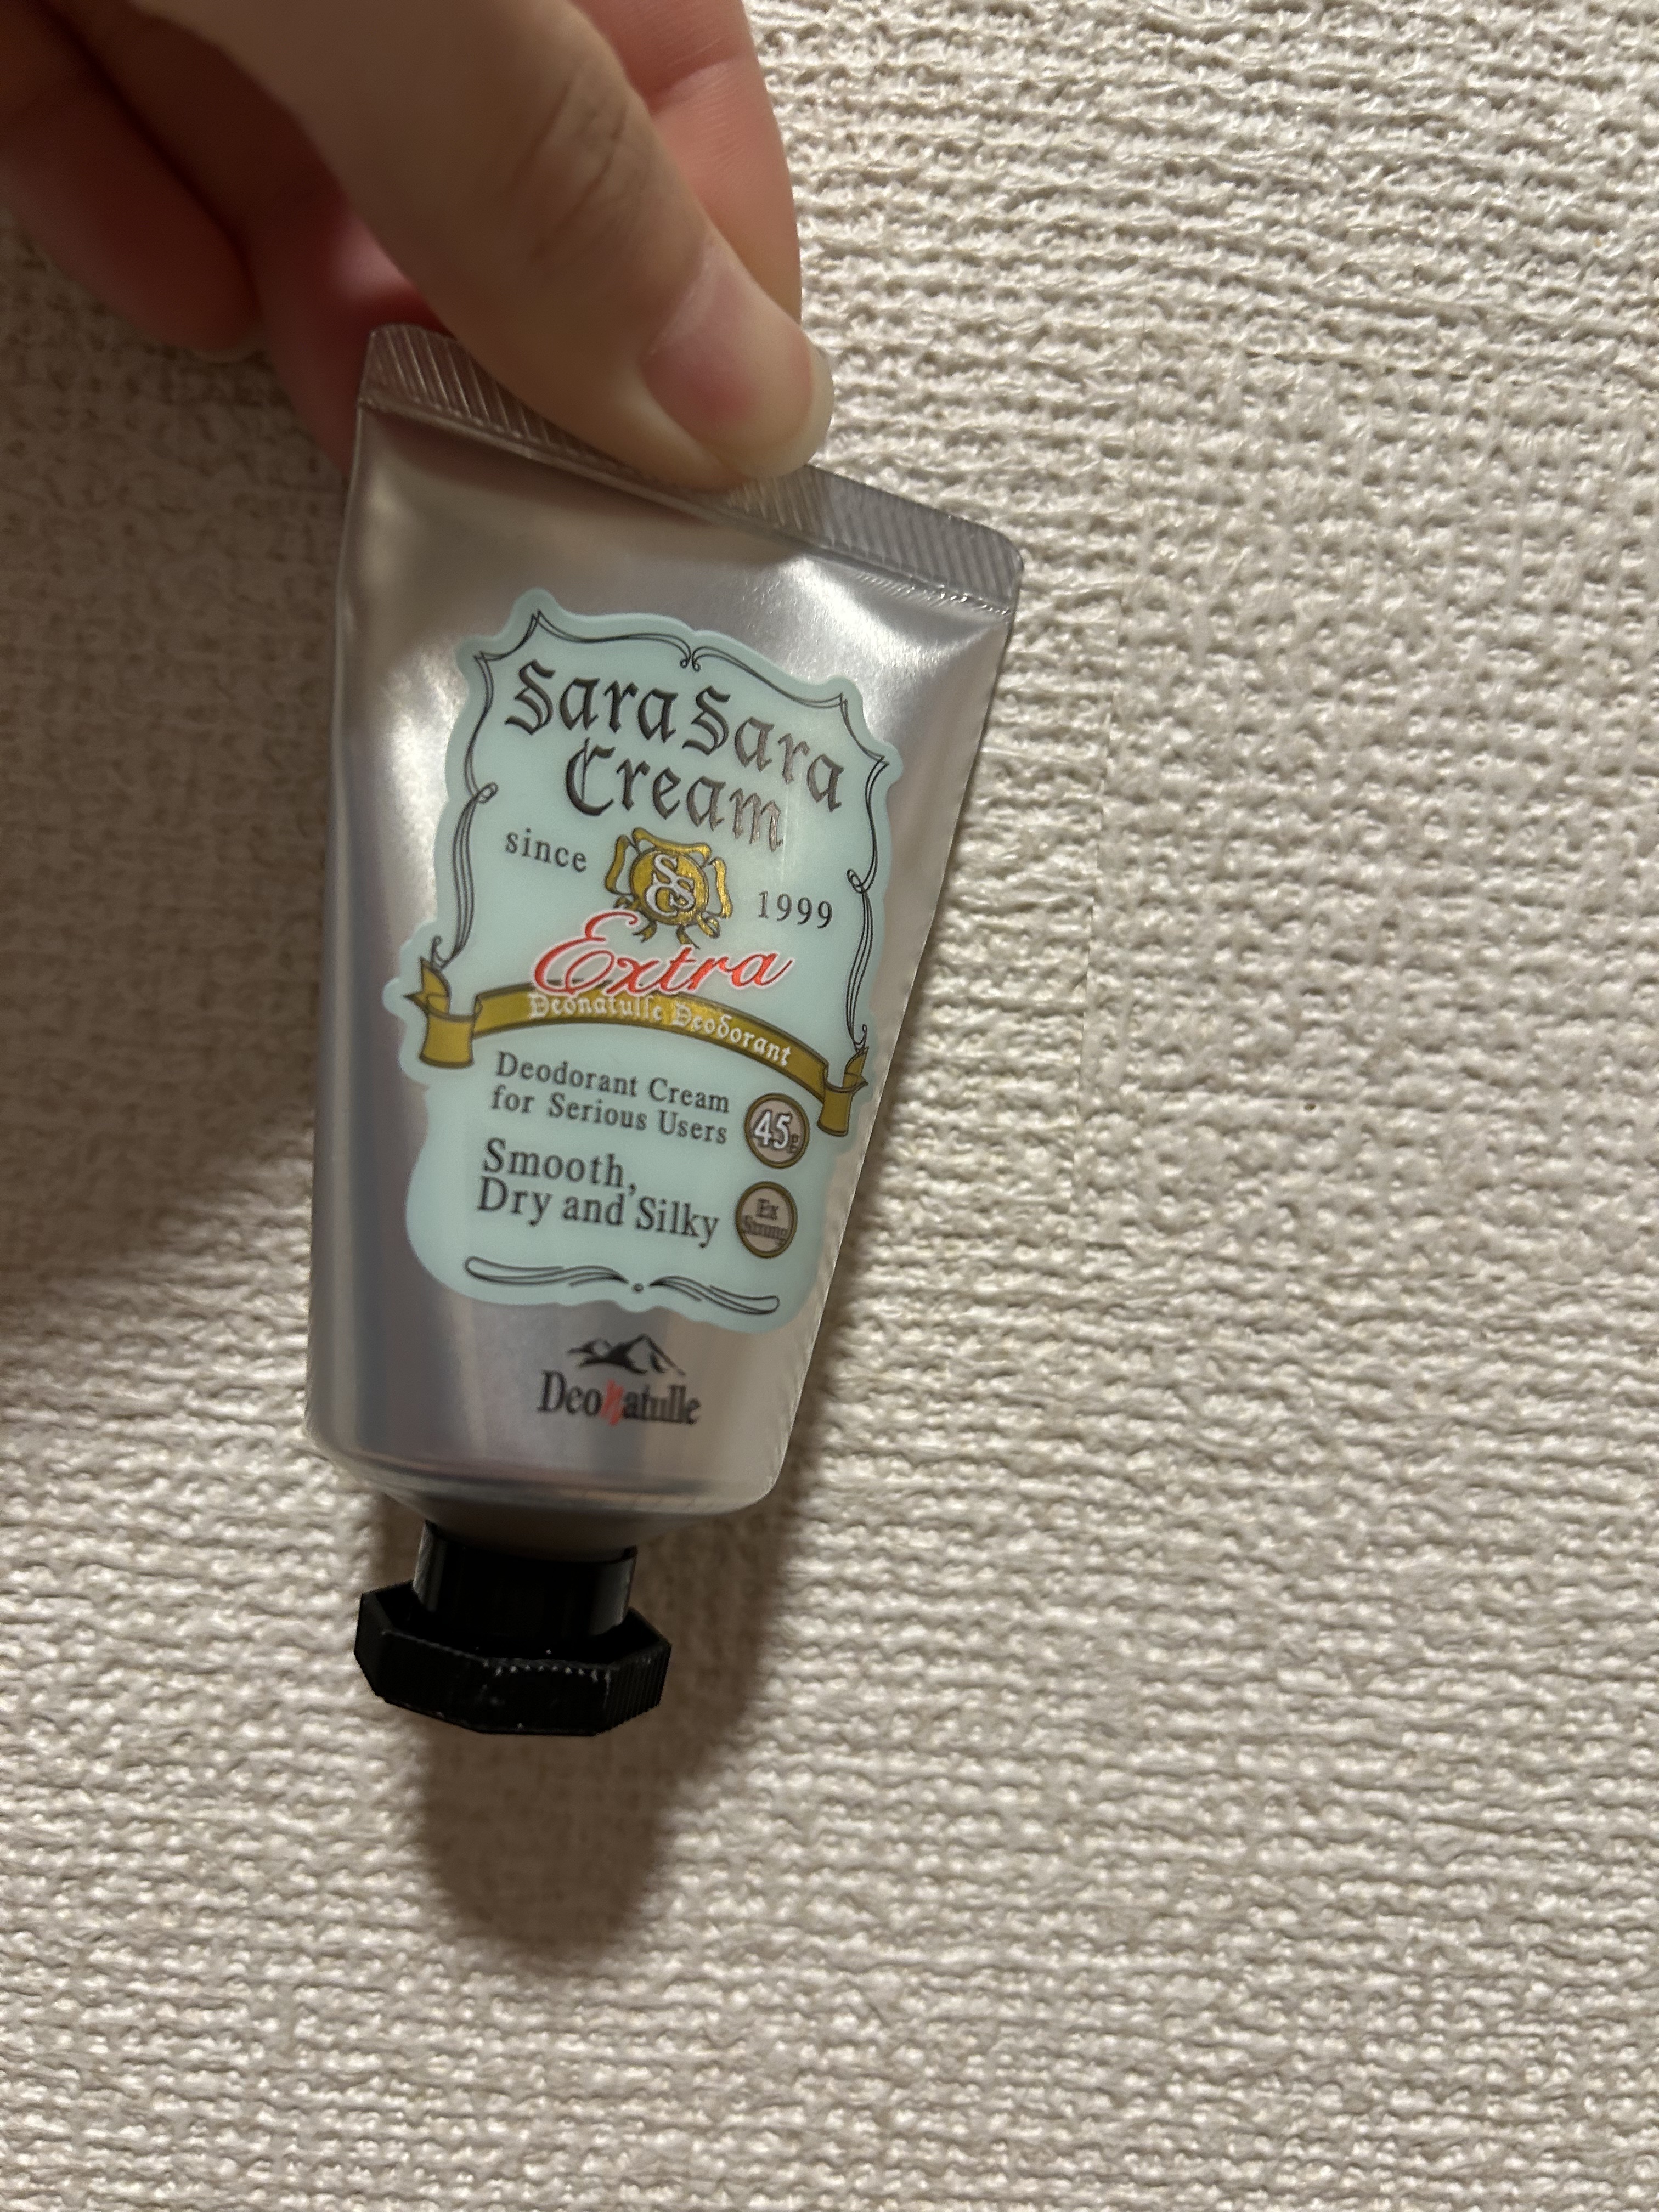 Sara Sara
Cream
since
SSC
1999
Extra
Deonatulle Deodorant
Deodorant Cream
for Serious Users
45g
Smooth,
Dry and Silky
Ex
Strong
Deonatulle